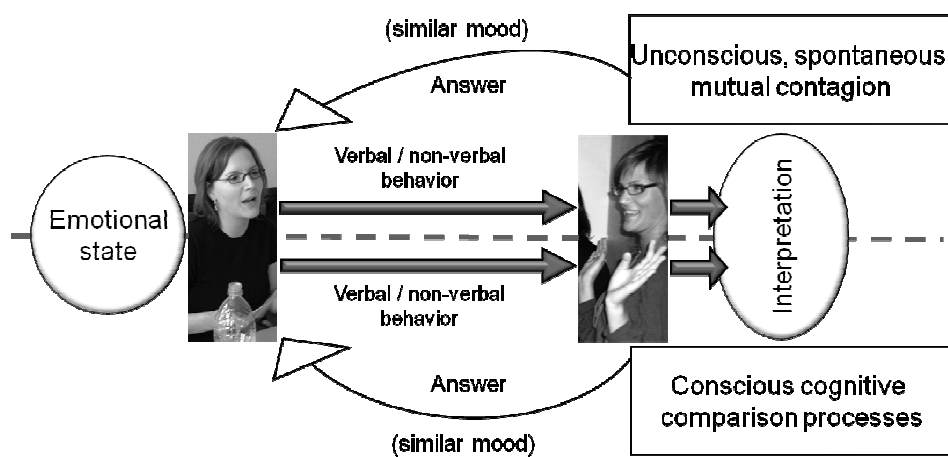 (similar mood)
Unconscious, spontaneous
mutual contagion
Answer
Verbal / non-verbal
behavior
Emotional
state
Interpretation
Verbal / non-verbal
behavior
Answer
(similar mood)
Conscious cognitive
comparison processes